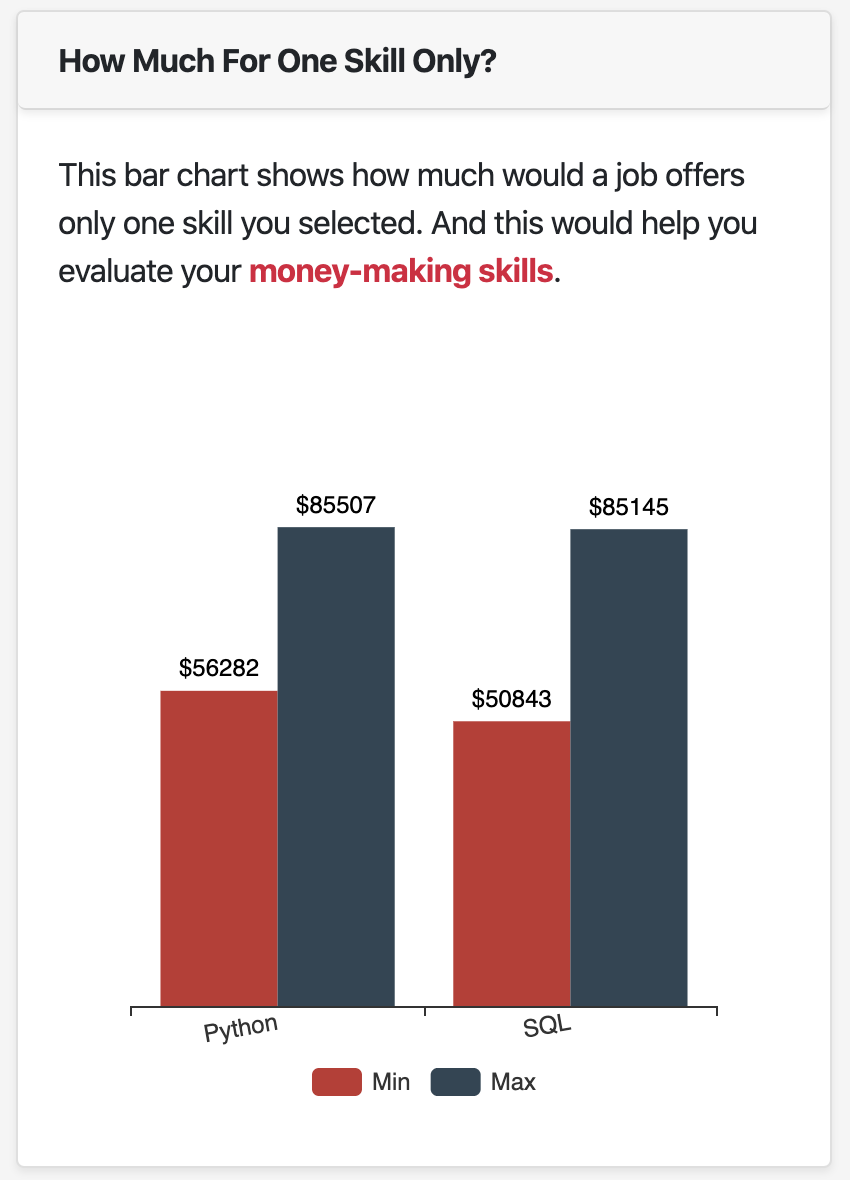 How Much For One Skill Only?
This bar chart shows how much would a job offers
only one skill you selected. And this would help you
evaluate your money-making skills.
$85507
$85145
$56282
$50843
Python
SQL
Min
Max